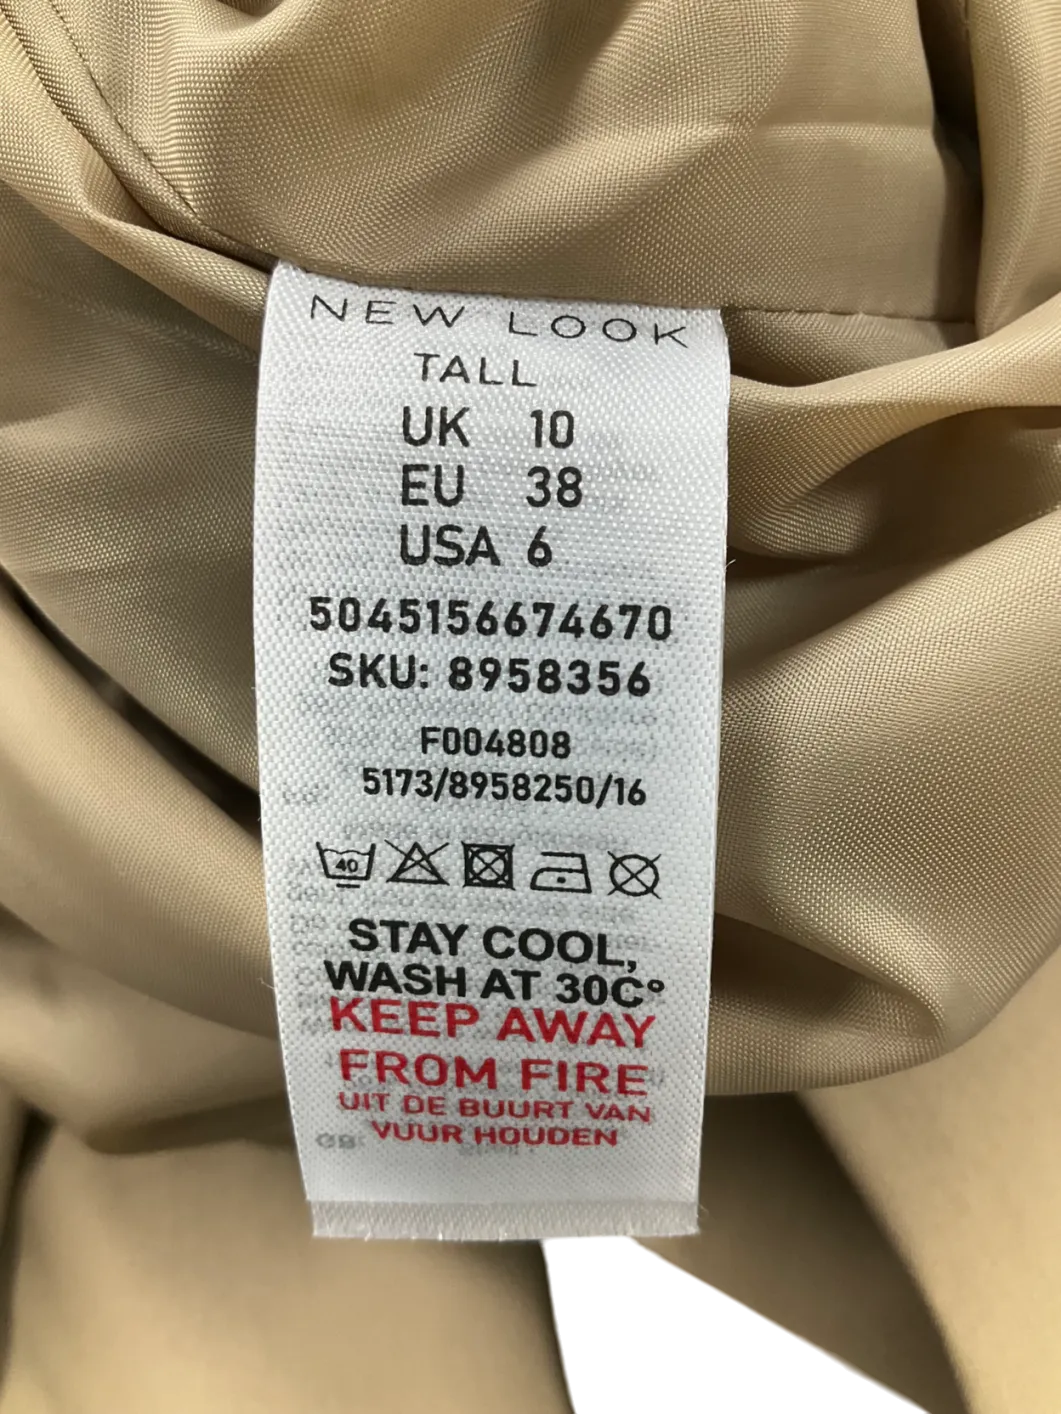 NEW LOOK
TALL
UK 10
EU 38
USA 6
5045156674670
SKU: 8958356
F004808
5173/8958250/16
40
STAY COOL,
WASH AT 30C°
KEEP AWAY
FROM FIRE
UIT DE BUURT VAN
VUUR HOUDEN